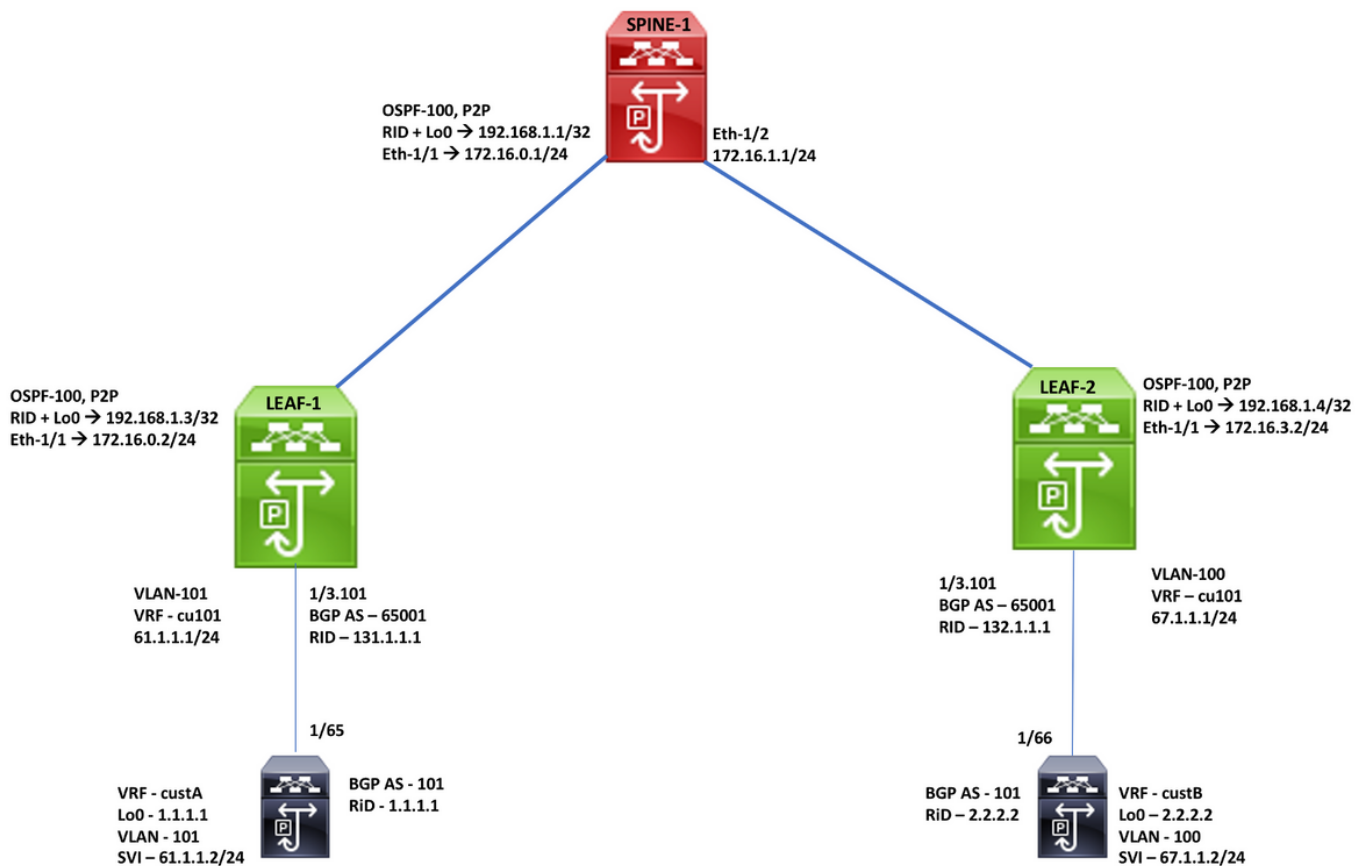 SPINE-1
OSPF-100, P2P
RID + Lo0 → 192.168.1.1/32
Eth-1/1 → 172.16.0.1/24
P
Eth-1/2
172.16.1.1/24
OSPF-100, P2P
RID + Lo0 → 192.168.1.3/32
Eth-1/1 → 172.16.0.2/24
LEAF-1
P
LEAF-2
P
OSPF-100, P2P
RID + Lo0 → 192.168.1.4/32
Eth-1/1 → 172.16.3.2/24
VLAN-101
VRF - cu101
61.1.1.1/24
1/3.101
BGP AS – 65001
RID – 131.1.1.1
1/3.101
BGP AS – 65001
RID – 132.1.1.1
VLAN-100
VRF – cu101
67.1.1.1/24
1/65
1/66
VRF - custA
Lo0 - 1.1.1.1
VLAN - 101
SVI – 61.1.1.2/24
P
BGP AS - 101
RiD - 1.1.1.1
BGP AS - 101
RiD – 2.2.2.2
P
VRF – custB
Lo0 – 2.2.2.2
VLAN - 100
SVI – 67.1.1.2/24